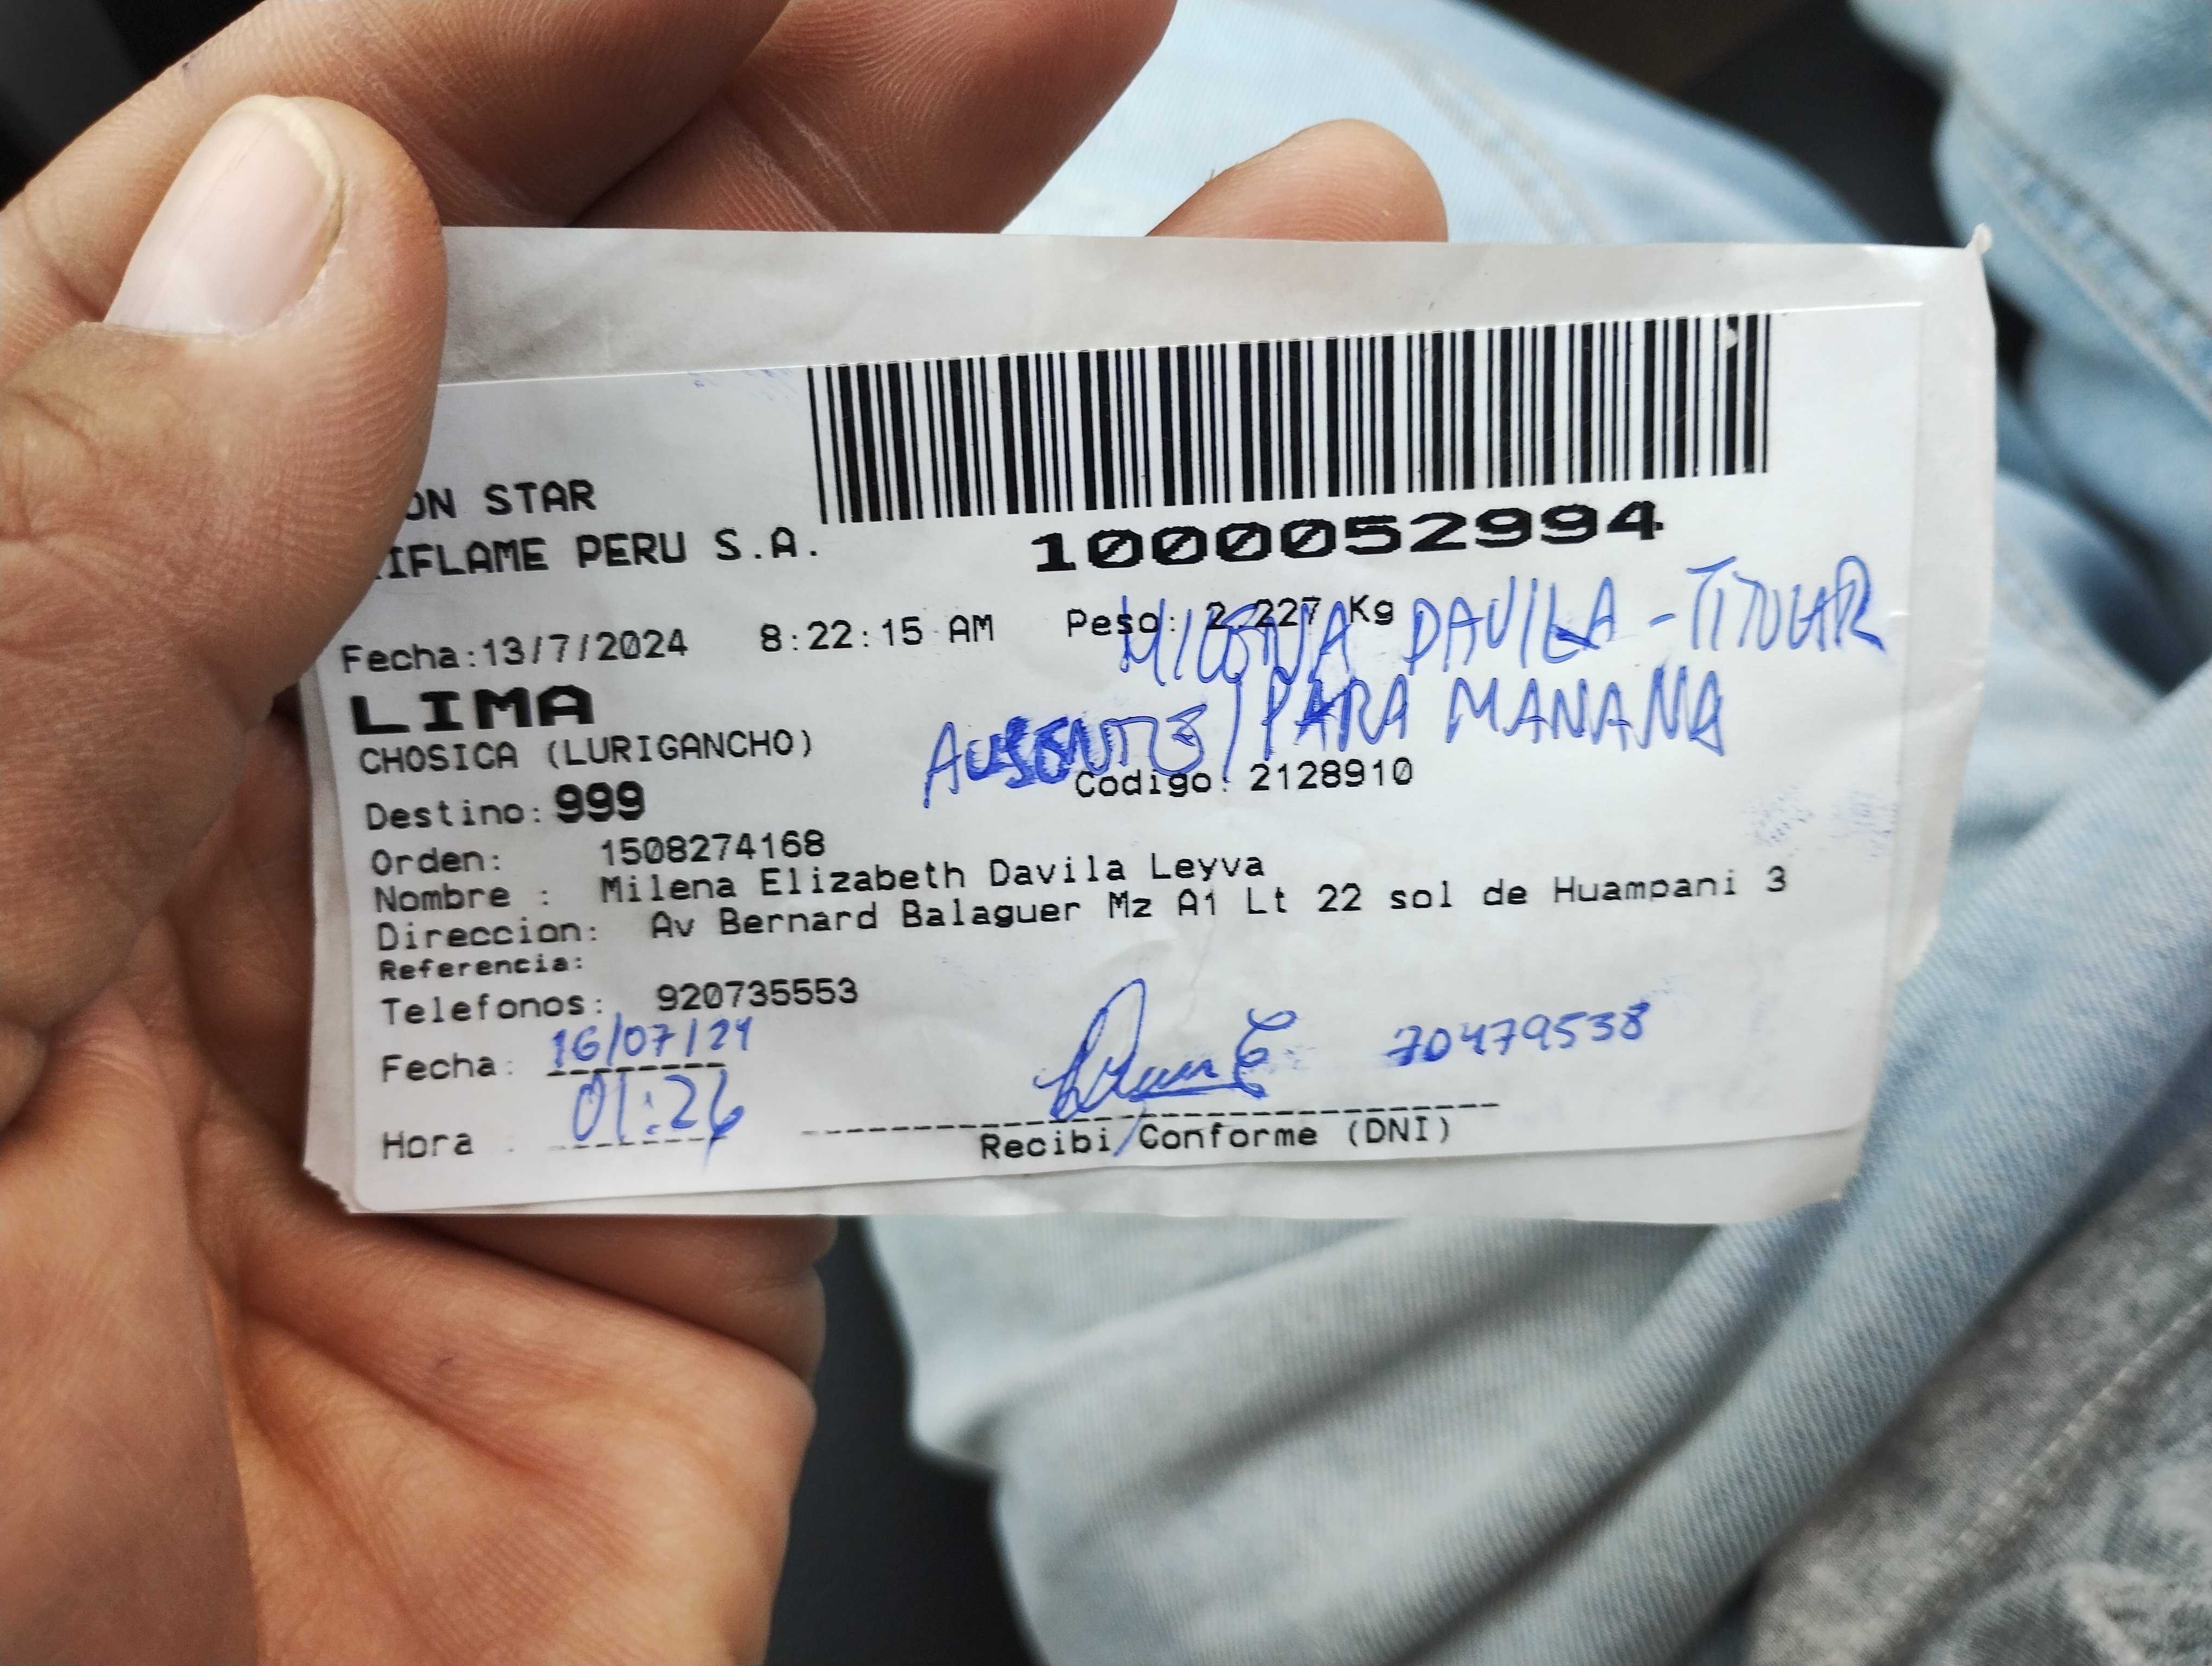 ON STAR
IFLAME PERU S.A.
1000052994
Fecha:13/7/2024 8:22:15 AM Peso: 2.227 Kg
MILENA DAVILA - TITULAR
LIMA
AUSENTE / PARA MAÑANA
CHOSICA (LURIGANCHO)
Codigo: 2128910
Destino: 999
Orden: 1508274168
Nombre : Milena Elizabeth Davila Leyva
Direccion: Av Bernard Balaguer Mz A1 Lt 22 sol de Huampani 3
Referencia:
Telefonos: 920735553
Fecha: 16/07/24
70479538
Hora : 01:26
Recibi Conforme (DNI)